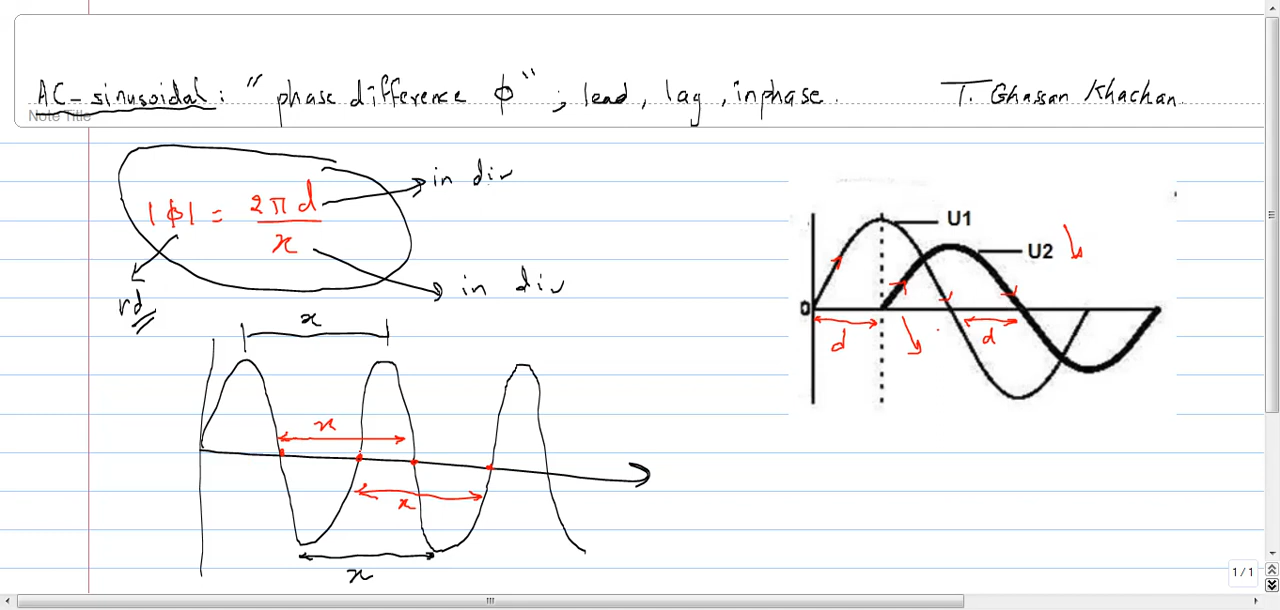 AC-sinusoidal: " phase difference ϕ" ; lead, lag, inphase. T. Ghassan Khachan.
Note Title
|ϕ| = 2πd/x
in div
in div
rd
x
x
x
x
U1
U2
0
d
d
1 / 1